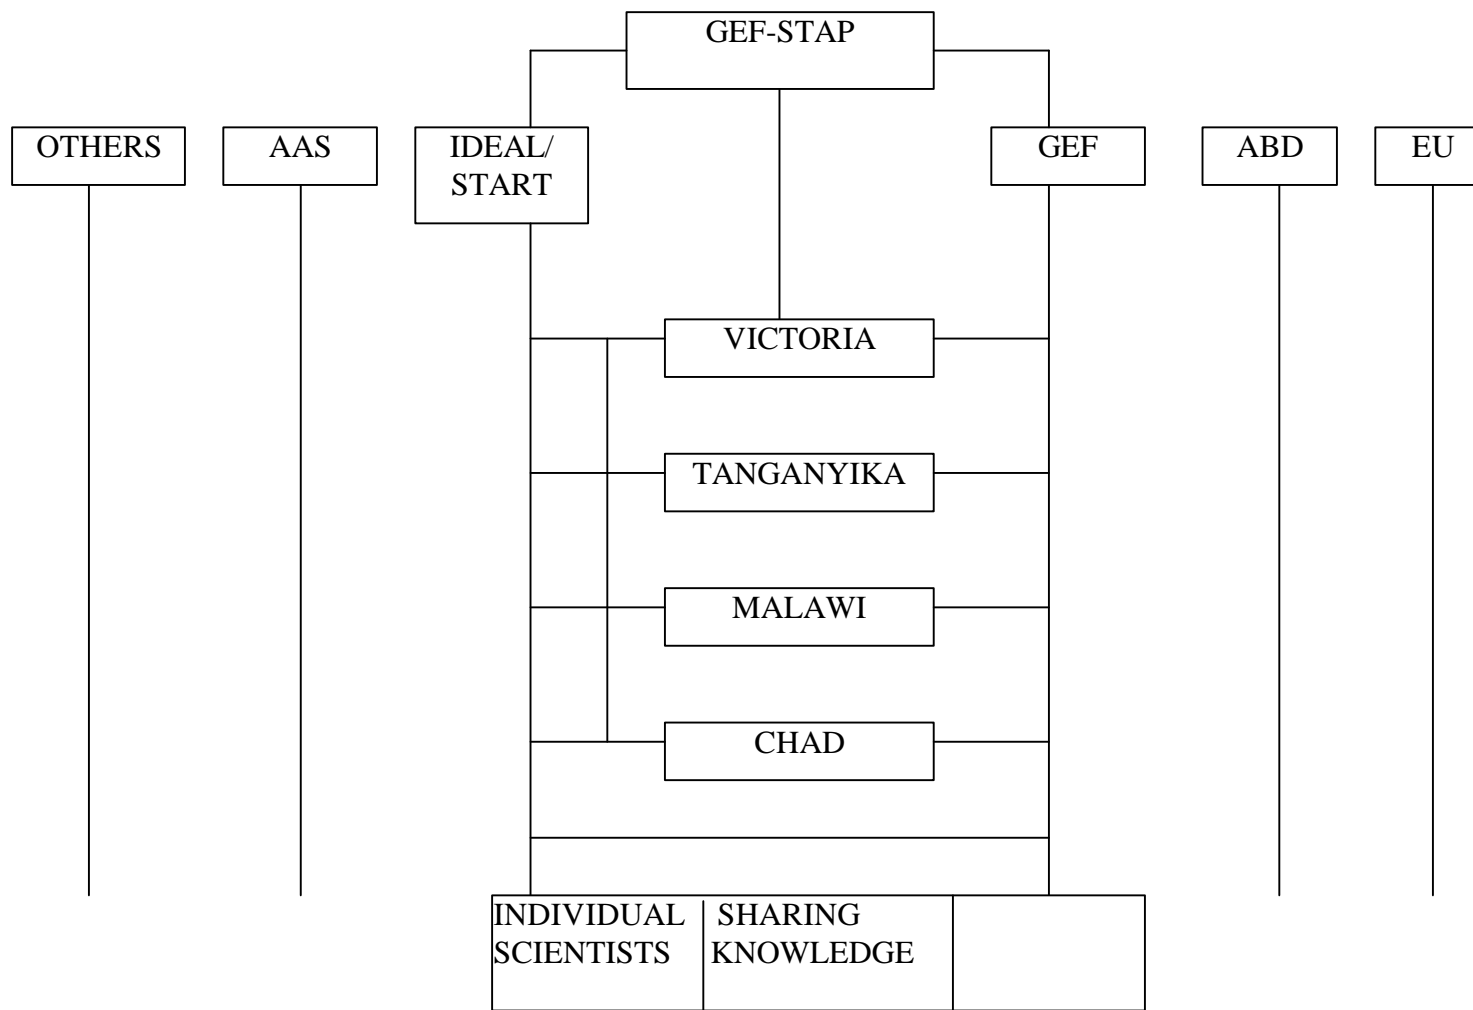 GEF-STAP
OTHERS
AAS
IDEAL/
START
GEF
ABD
EU
VICTORIA
TANGANYIKA
MALAWI
CHAD
INDIVIDUAL
SCIENTISTS
SHARING
KNOWLEDGE